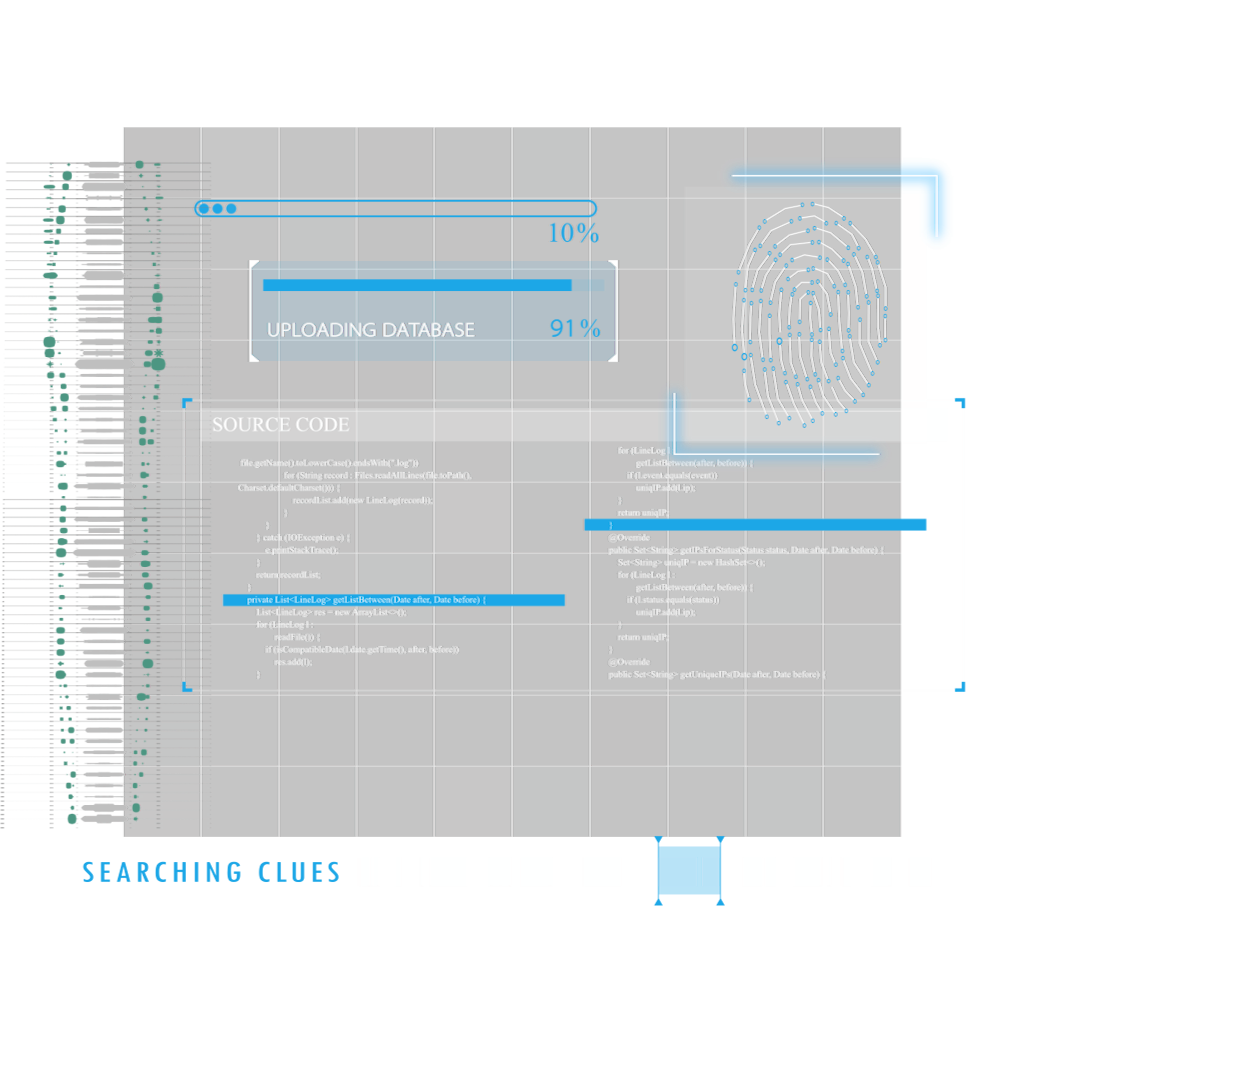 10%
UPLOADING DATABASE 91%
SOURCE CODE
file.getName().toLowerCase().endsWith(".log"))
for (String record : Files.readAllLines(file.toPath(),
Charset.defaultCharset())) {
recordList.add(new LineLog(record));
}
}
} catch (IOException e) {
e.printStackTrace();
}
return recordList;
}
private List<LineLog> getListBetween(Date after, Date before) {
List<LineLog> res = new ArrayList<>();
for (LineLog l :
readFile()) {
if (isCompatibleDate(l.date.getTime(), after, before))
res.add(l);
}
for (LineLog l
getListBetween(after, before)) {
if (l.event.equals(event))
uniqIP.add(l.ip);
}
return uniqIP;
}
@Override
public Set<String> getIPsForStatus(Status status, Date after, Date before) {
Set<String> uniqIP = new HashSet<>();
for (LineLog l :
getListBetween(after, before)) {
if (l.status.equals(status))
uniqIP.add(l.ip);
}
return uniqIP;
}
@Override
public Set<String> getUniqueIPs(Date after, Date before) {
SEARCHING CLUES